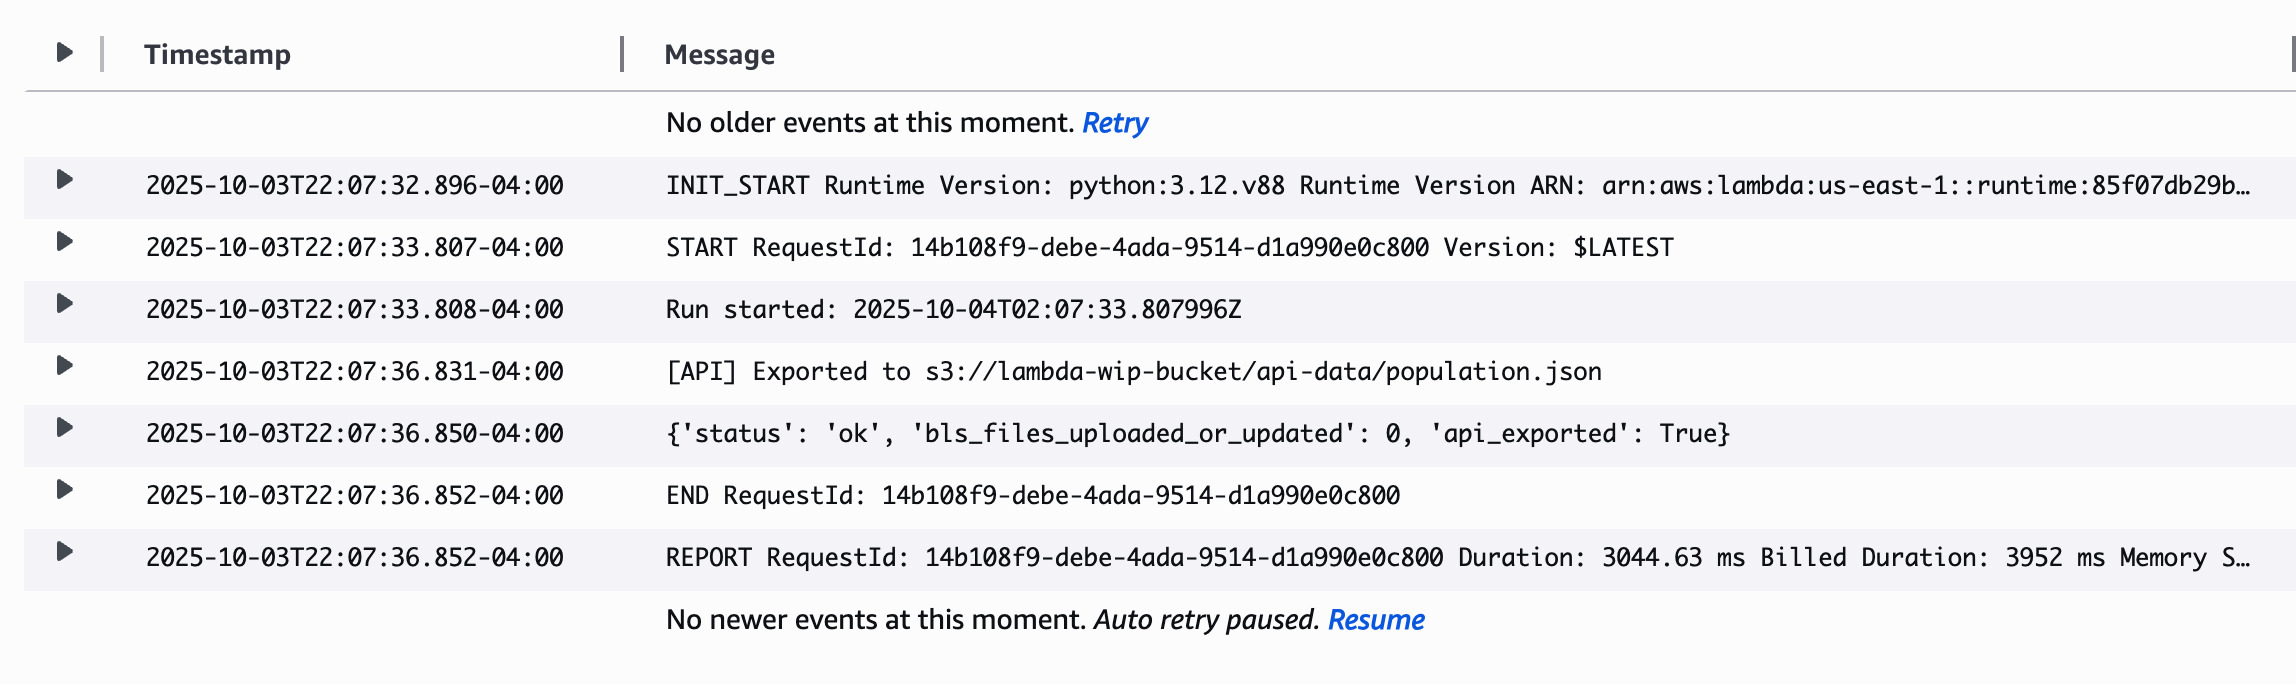 Timestamp Message
No older events at this moment. Retry
2025-10-03T22:07:32.896-04:00 INIT_START Runtime Version: python:3.12.v88 Runtime Version ARN: arn:aws:lambda:us-east-1::runtime:85f07db29b…
2025-10-03T22:07:33.807-04:00 START RequestId: 14b108f9-debe-4ada-9514-d1a990e0c800 Version: $LATEST
2025-10-03T22:07:33.808-04:00 Run started: 2025-10-04T02:07:33.807996Z
2025-10-03T22:07:36.831-04:00 [API] Exported to s3://lambda-wip-bucket/api-data/population.json
2025-10-03T22:07:36.850-04:00 {'status': 'ok', 'bls_files_uploaded_or_updated': 0, 'api_exported': True}
2025-10-03T22:07:36.852-04:00 END RequestId: 14b108f9-debe-4ada-9514-d1a990e0c800
2025-10-03T22:07:36.852-04:00 REPORT RequestId: 14b108f9-debe-4ada-9514-d1a990e0c800 Duration: 3044.63 ms Billed Duration: 3952 ms Memory S…
No newer events at this moment. Auto retry paused. Resume